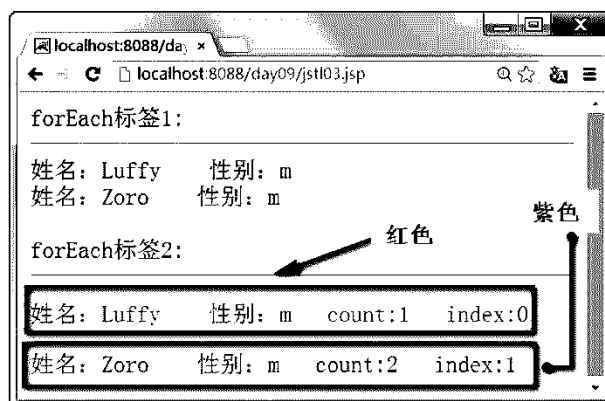 localhost:8088/da
localhost:8088/day09/jstl03.jsp
forEach标签1:
姓名: Luffy 性别: m
姓名: Zoro 性别: m
紫色
红色
forEach标签2:
姓名: Luffy 性别: m count:1 index:0
姓名: Zoro 性别: m count:2 index:1